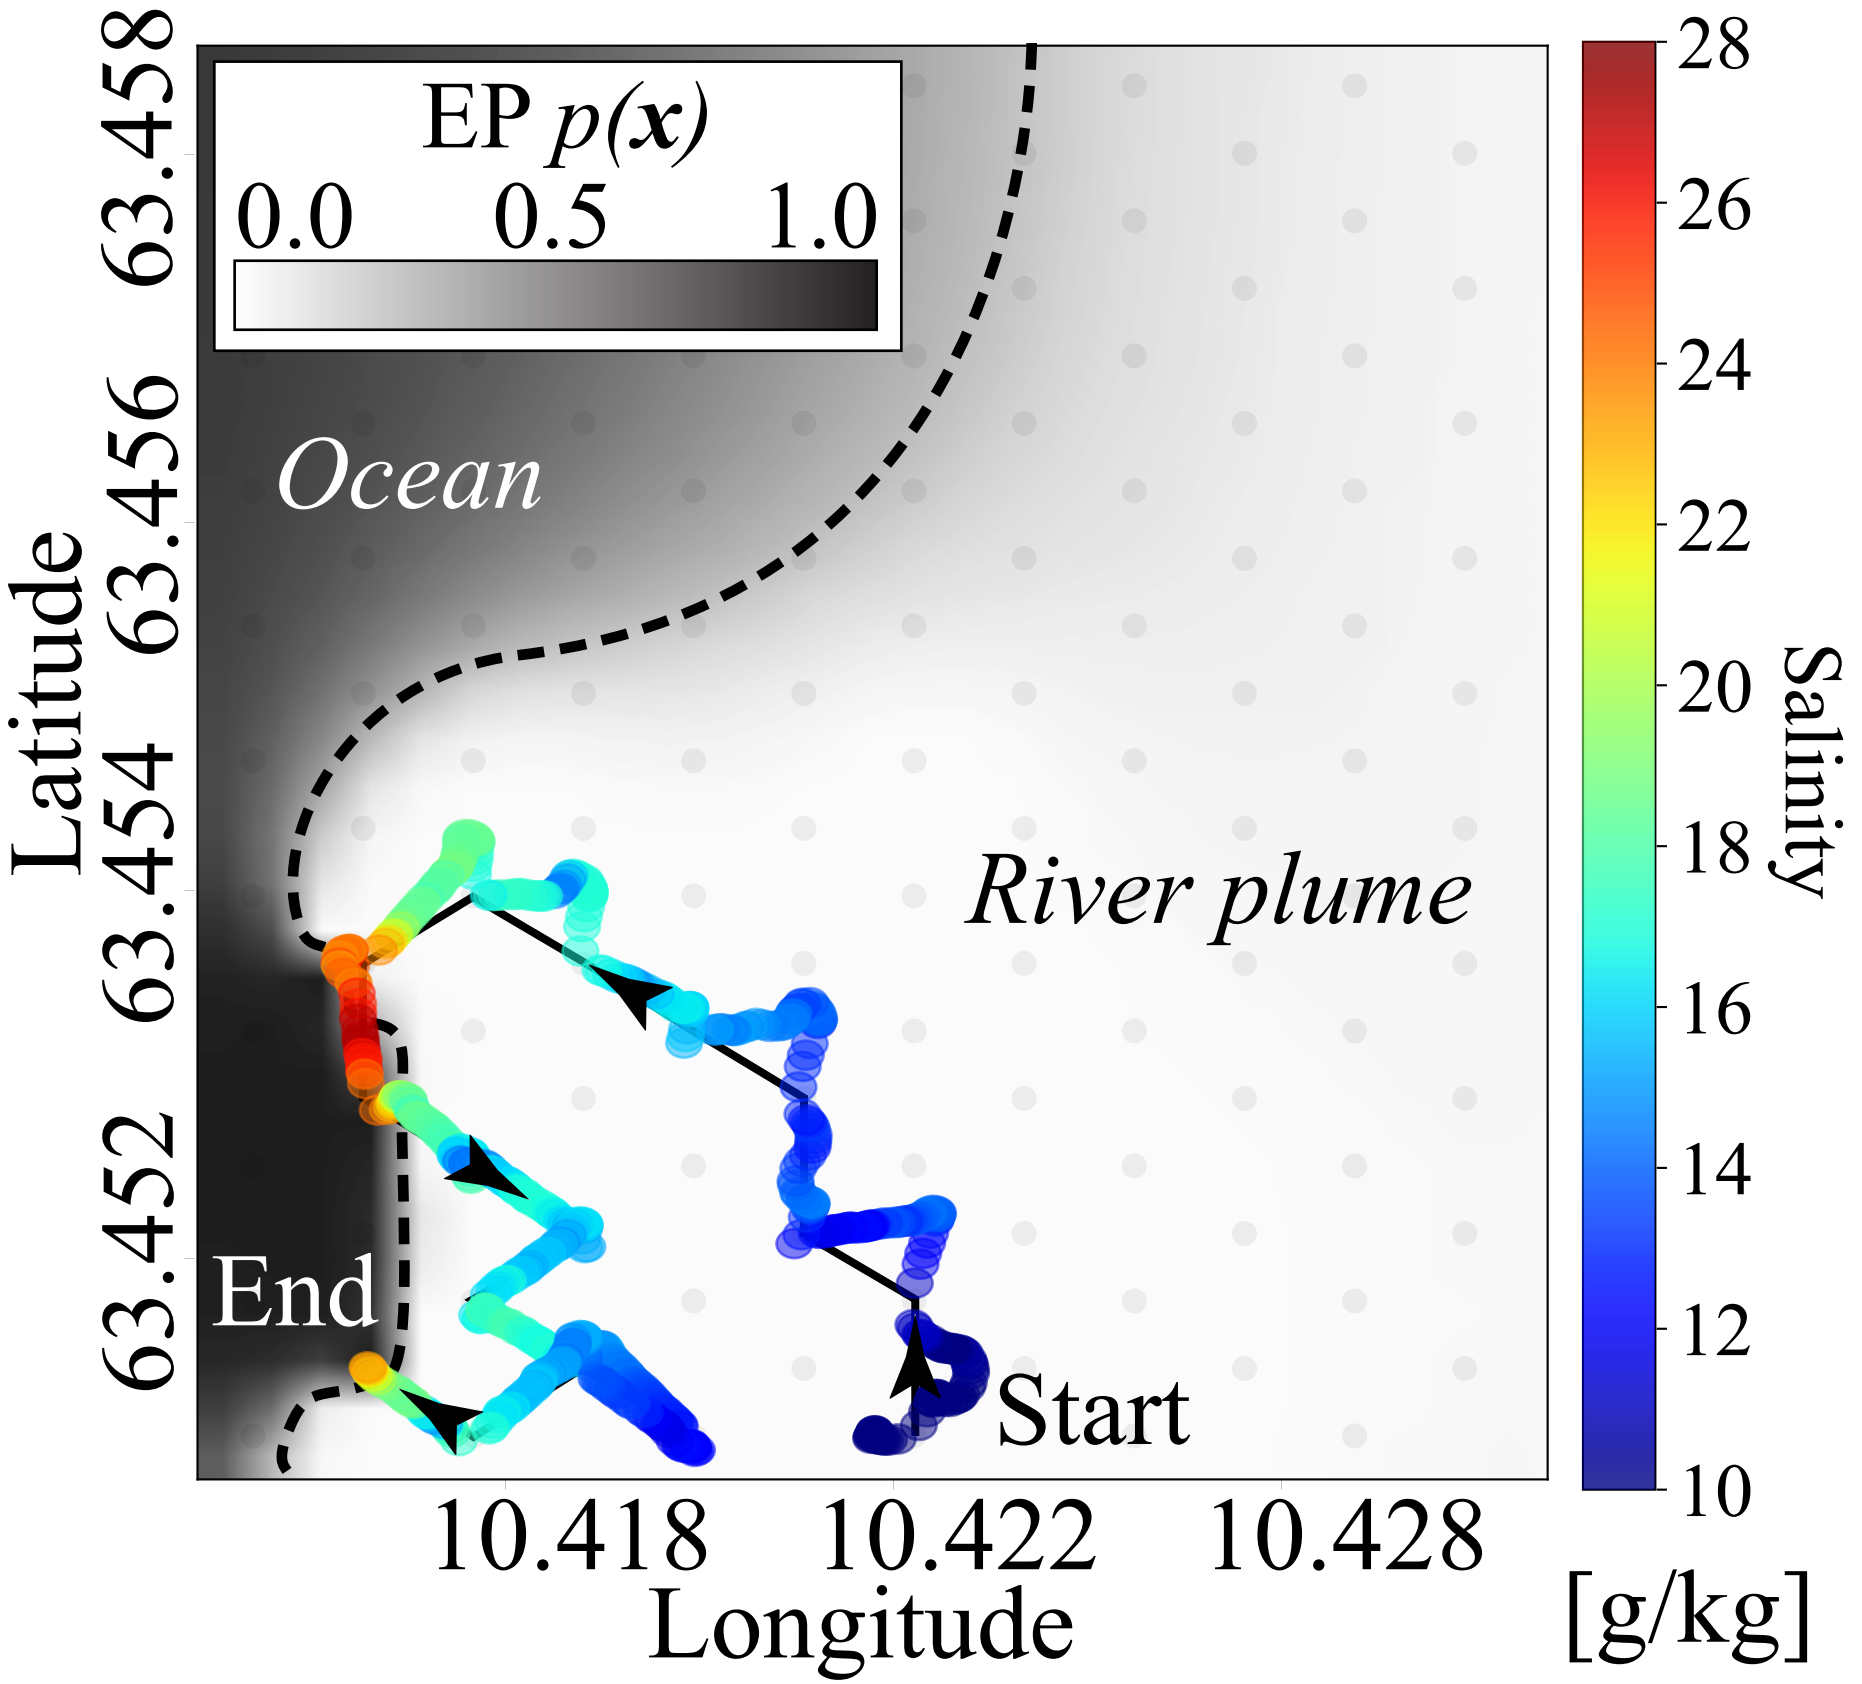 EP p(x)
0.0 0.5 1.0
Ocean
River plume
End
Start
Latitude
63.458
63.456
63.454
63.452
10.418 10.422 10.428
Longitude
28
26
24
22
20
18
16
14
12
10
Salinity
[g/kg]